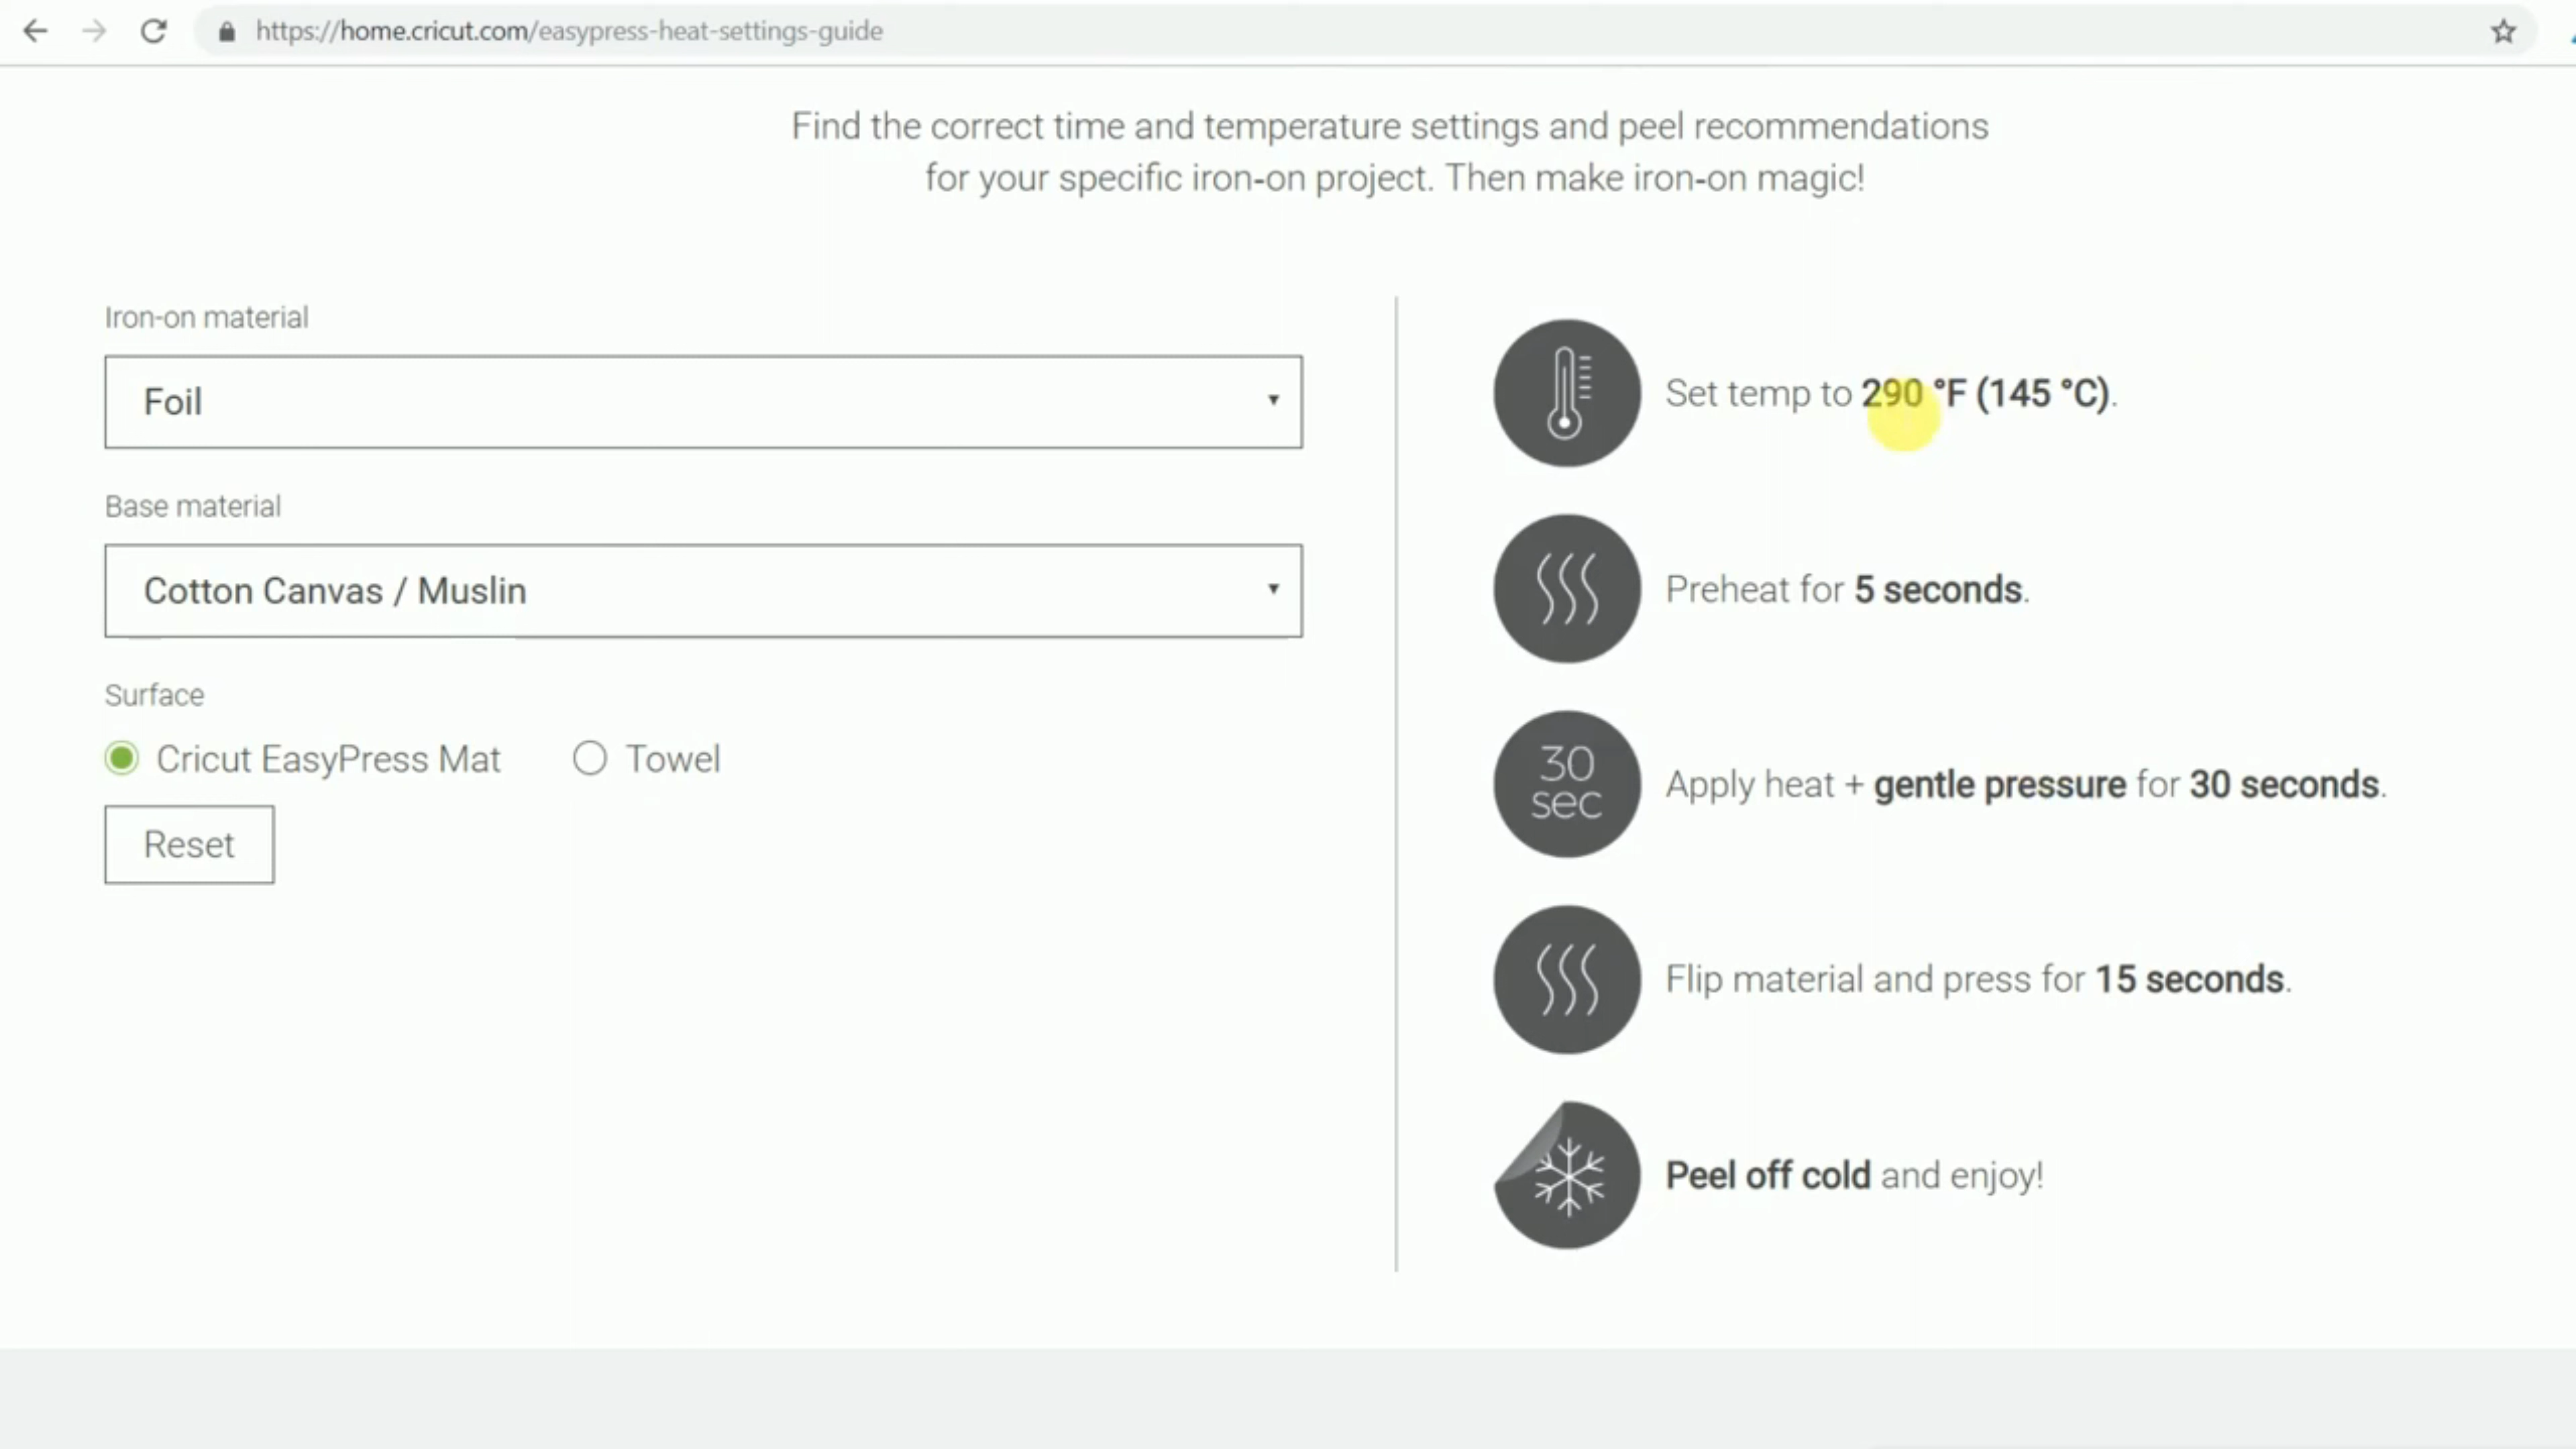 https://home.cricut.com/easypress-heat-settings-guide
Find the correct time and temperature settings and peel recommendations
for your specific iron-on project. Then make iron-on magic!
Iron-on material
Foil
Base material
Cotton Canvas / Muslin
Surface
Cricut EasyPress Mat
Towel
Reset
Set temp to 290 °F (145 °C).
Preheat for 5 seconds.
30
sec
Apply heat + gentle pressure for 30 seconds.
Flip material and press for 15 seconds.
Peel off cold and enjoy!